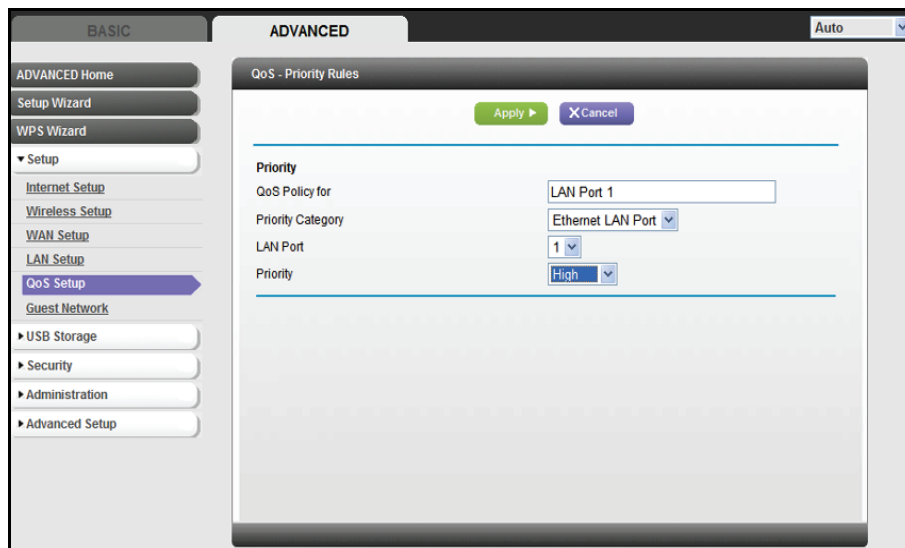 BASIC
ADVANCED
Auto
ADVANCED Home
Setup Wizard
WPS Wizard
Setup
Internet Setup
Wireless Setup
WAN Setup
LAN Setup
QoS Setup
Guest Network
USB Storage
Security
Administration
Advanced Setup
QoS - Priority Rules
Apply
X Cancel
Priority
QoS Policy for LAN Port 1
Priority Category Ethernet LAN Port
LAN Port 1
Priority High